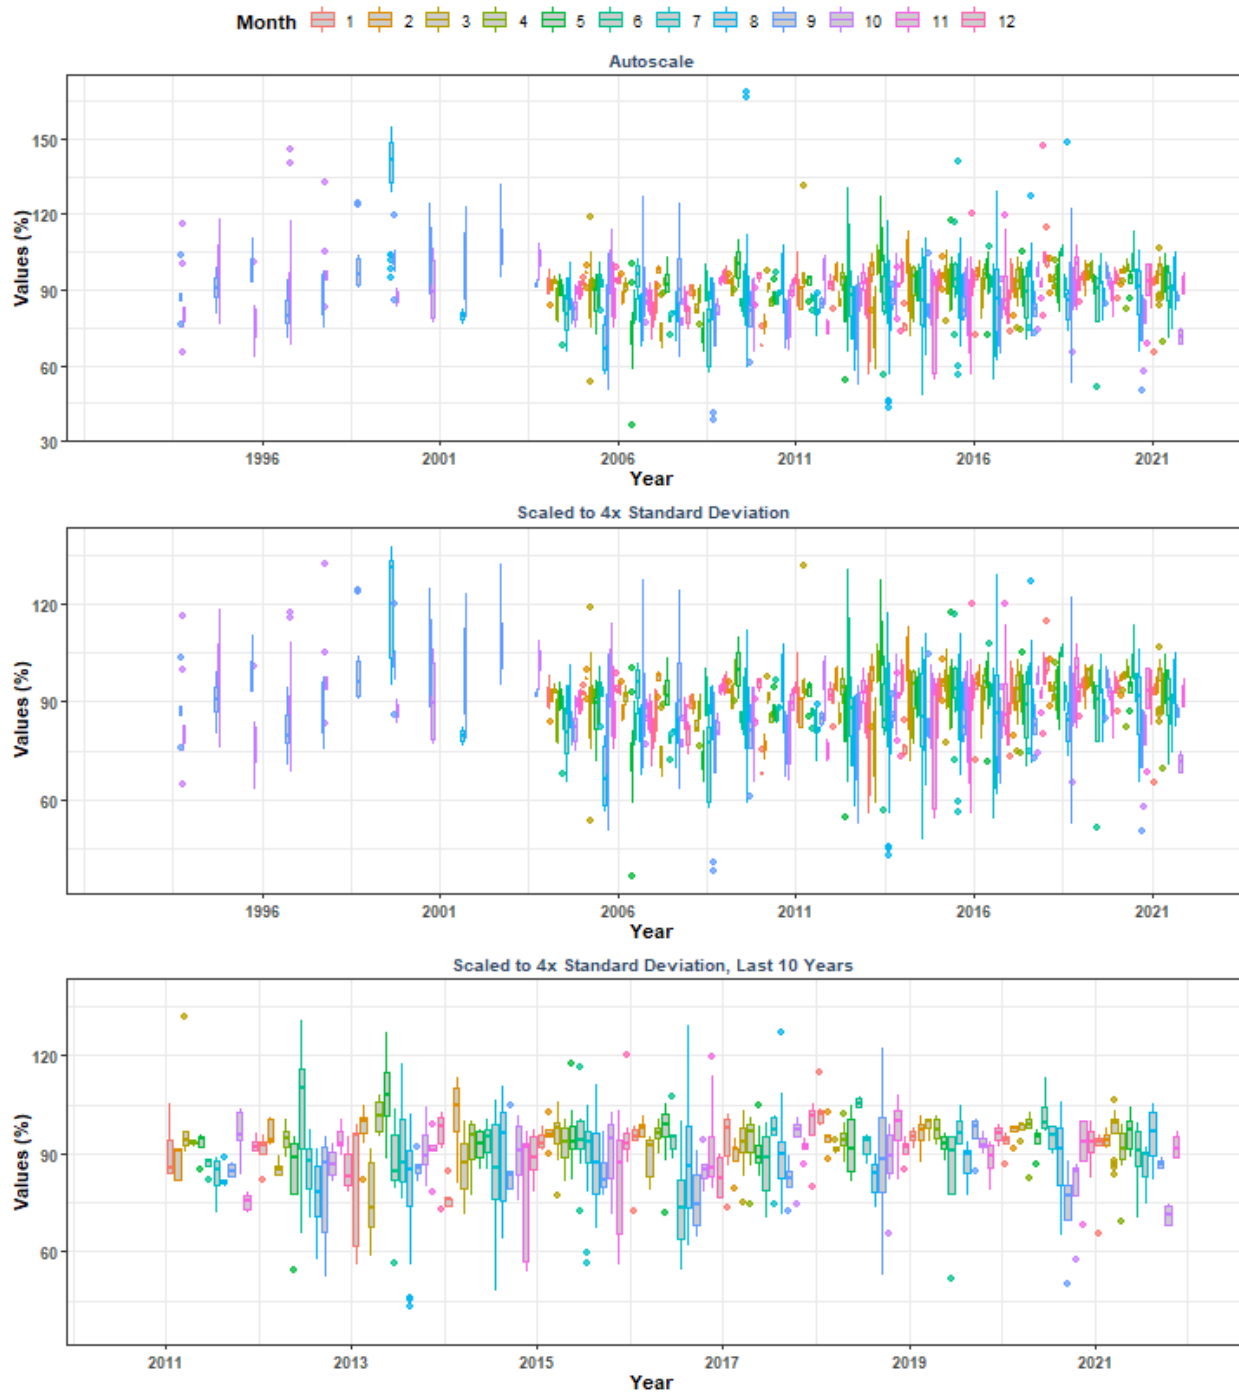 Month 1 2 3 4 5 6 7 8 9 10 11 12
Autoscale
Values (%)
150
120
90
60
30
1996 2001 2006 2011 2016 2021
Year
Scaled to 4x Standard Deviation
Values (%)
120
90
60
1996 2001 2006 2011 2016 2021
Year
Scaled to 4x Standard Deviation, Last 10 Years
Values (%)
120
90
60
2011 2013 2015 2017 2019 2021
Year